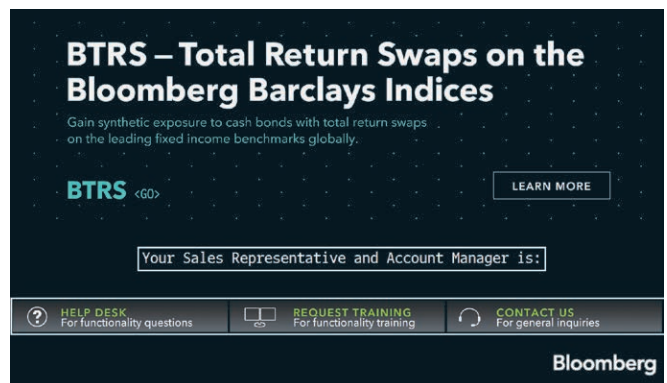 BTRS – Total Return Swaps on the
Bloomberg Barclays Indices
Gain synthetic exposure to cash bonds with total return swaps
on the leading fixed income benchmarks globally.
BTRS <GO>
LEARN MORE
Your Sales Representative and Account Manager is:
HELP DESK
For functionality questions
REQUEST TRAINING
For functionality training
CONTACT US
For general inquiries
Bloomberg